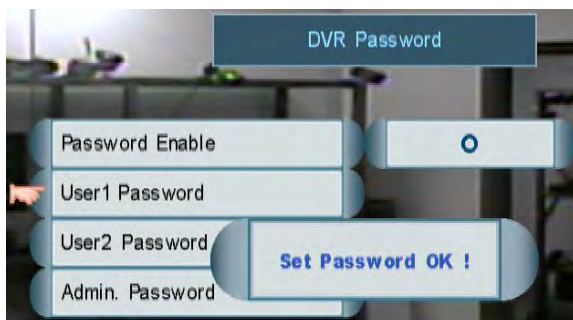 DVR Password
Password Enable O
User1 Password
User2 Password
Set Password OK !
Admin. Password